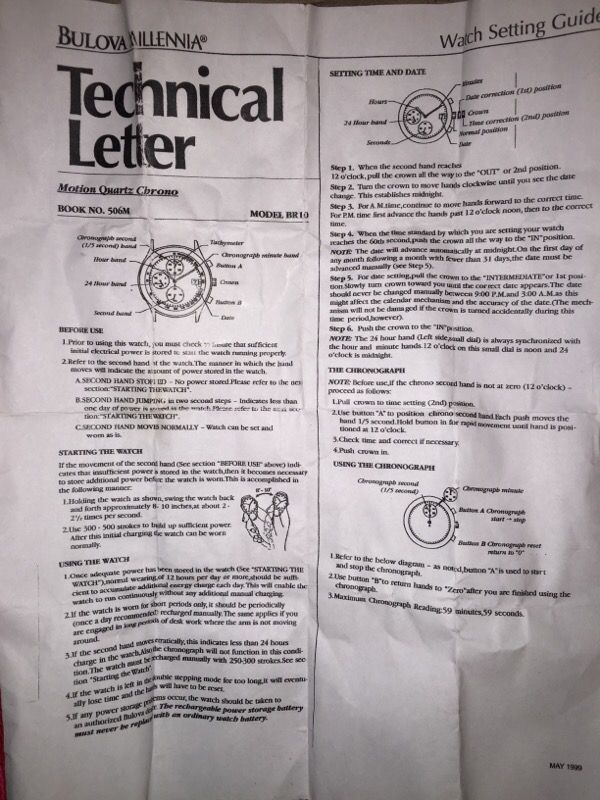 BULOVA MILLENNIA®
Technical
Letter
Motion Quartz Chrono
BOOK NO. 506M MODEL BR10
Chronograph second
(1/5 second) hand
Hour hand
24 Hour hand
Second hand
Tachymeter
Chronograph minute hand
Button A
Crown
Button B
Date
BEFORE USE
1.Prior to using this watch, you must check to insure that sufficient
initial electrical power is stored to start the watch running properly.
2.Refer to the second hand of the watch.The manner in which the hand
moves will indicate the amount of power stored in the watch.
A.SECOND HAND STOPPED – No power stored.Please refer to the next
section:"STARTING THE WATCH".
B.SECOND HAND JUMPING in two second steps – Indicates less than
one day of power is stored in the watch.Please refer to the next sec-
tion:"STARTING THE WATCH".
C.SECOND HAND MOVES NORMALLY – Watch can be set and
worn as is.
STARTING THE WATCH
If the movement of the second hand (See section "BEFORE USE" above) indi-
cates that insufficient power is stored in the watch,then it becomes necessary
to store additional power before the watch is worn.This is accomplished in
the following manner:
1.Holding the watch as shown, swing the watch back
and forth approximately 8- 10 inches,at about 2 -
2½ times per second.
2.Use 300 - 500 strokes to build up sufficient power.
After this initial charging the watch can be worn
normally.
8"- 10"
USING THE WATCH
1.Once adequate power has been stored in the watch (See "STARTING THE
WATCH"),normal wearing,of 12 hours per day or more,should be suffi-
cient to accumulate additional energy charge each day. This will enable the
watch to run continuously without any additional manual charging.
2.If the watch is worn for short periods only, it should be periodically
(once a day recommended) recharged manually.The same applies if you
are engaged in long periods of desk work where the arm is not moving
around.
3.If the second hand moves erratically,this indicates less than 24 hours
charge in the watch.Also the chronograph will not function in this condi-
tion.The watch must be recharged manually with 250-300 strokes.See sec
tion "Starting the Watch".
4.If the watch is left in the double stepping mode for too long,it will eventu-
ally lose time and the hands will have to be reset.
5.If any power storage problems occur, the watch should be taken to
an authorized Bulova The rechargeable power storage battery
must never be replaced with an ordinary watch battery.
Watch Setting Guide
SETTING TIME AND DATE
Hours
24 Hour hand
Seconds
Minutes
Date correction (1st) position
Crown
Time correction (2nd) position
Normal position
Date
Step 1. When the second hand reaches
12 o'clock, pull the crown all the way to the "OUT" or 2nd position.
Step 2. Turn the crown to move hands clockwise until you see the date
change. This establishes midnight.
Step 3. For A.M.time,continue to move hands forward to the correct time.
For P.M. time first advance the hands past 12 o'clock noon, then to the correct
time.
Step 4. When the time standard by which you are setting your watch
reaches the 60th second,push the crown all the way to the "IN"position.
NOTE: The date will advance automatically at midnight.On the first day of
any month following a month with fewer than 31 days,the date must be
advanced manually (see Step 5).
Step 5. For date setting,pull the crown to the "INTERMEDIATE"or 1st posi-
tion.Slowly turn crown toward you until the correct date appears.The date
should never be changed manually between 9:00 P.M.and 3:00 A.M.as this
might affect the calendar mechanism and the accuracy of the date.(The mech-
anism will not be damaged if the crown is turned accidentally during this
time period,however).
Step 6. Push the crown to the "IN"position.
NOTE: The 24 hour hand (Left side,small dial) is always synchronized with
the hour and minute hands.12 o'clock on this small dial is noon and 24
o'clock is midnight.
THE CHRONOGRAPH
NOTE: Before use,if the chrono second hand is not at zero (12 o'clock) –
proceed as follows:
1.Pull crown to time setting (2nd) position.
2.Use button "A" to position chrono second hand.Each push moves the
hand 1/5 second.Hold button in for rapid movement until hand is posi-
tioned at 12 o'clock.
3.Check time and correct if necessary.
4.Push crown in.
USING THE CHRONOGRAPH
Chronograph second
(1/5 second)
Chronograph minute
Button A Chronograph
start → stop
Button B Chronograph reset
return to "0"
1.Refer to the below diagram – as noted,button "A"is used to start
and stop the chronograph.
2.Use button "B"to return hands to "Zero"after you are finished using the
chronograph.
3.Maximum Chronograph Reading:59 minutes,59 seconds.
MAY 1999